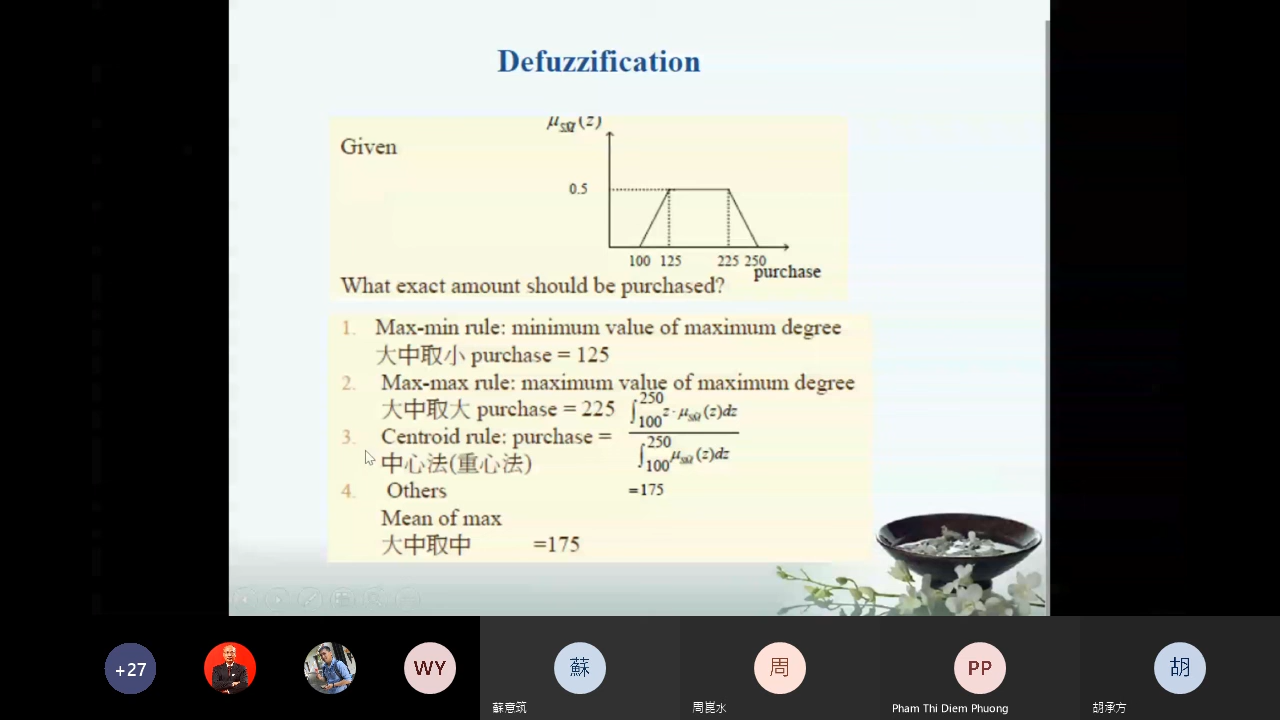 Defuzzification
μSΩ(z)
Given
0.5
100 125 225 250
purchase
What exact amount should be purchased?
1. Max-min rule: minimum value of maximum degree
大中取小 purchase = 125
2. Max-max rule: maximum value of maximum degree
大中取大 purchase = 225
3. Centroid rule: purchase = ∫₁₀₀²⁵⁰ z · μSΩ(z)dz / ∫₁₀₀²⁵⁰ μSΩ(z)dz
中心法(重心法)
=175
4. Others
Mean of max
大中取中 =175
+27
WY
蘇
周
PP
胡
蘇意筑
周崑水
Pham Thi Diem Phuong
胡承方